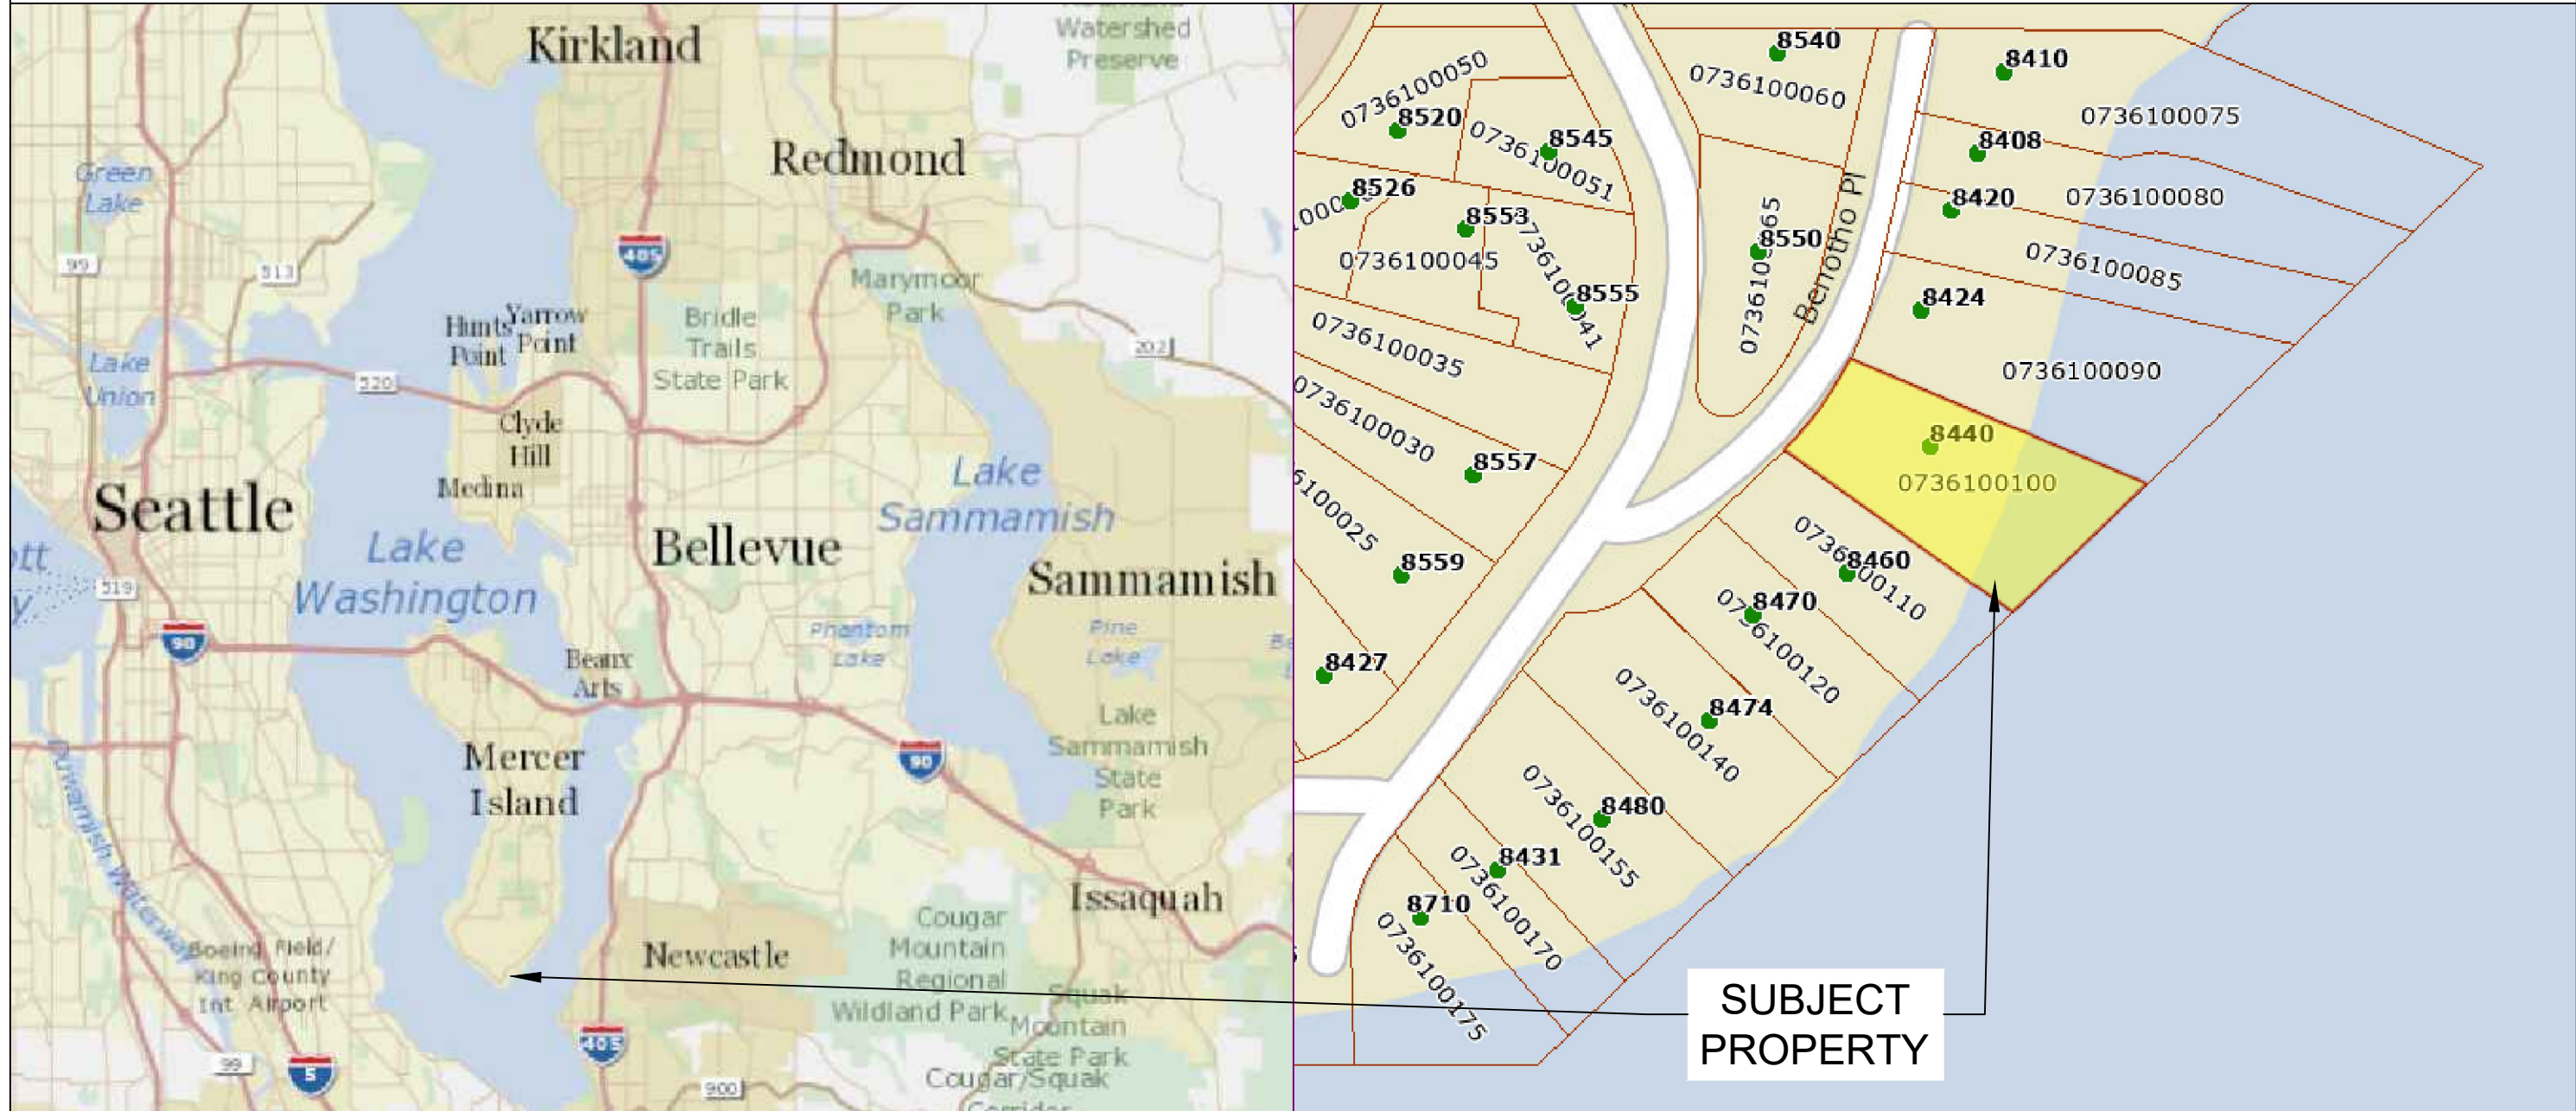 Kirkland
Watershed
Preserve
Redmond
Green
Lake
99
513
405
Marymoor
Park
Hunts
Point
Yarrow
Point
Bridle
Trails
State Park
202
Lake
Union
520
Clyde
Hill
Medina
Seattle
Lake
Washington
Bellevue
Lake
Sammamish
Sammamish
519
90
Phantom
Lake
Pine
Lake
Beaux
Arts
Mercer
Island
90
Lake
Sammamish
State
Park
Duwamish Waterway
Issaquah
Boeing Field/
King County
Int Airport
Newcastle
Cougar
Mountain
Regional
Wildland Park
Squak
Mountain
State Park
Cougar/Squak
Corridor
99
5
405
900
0736100050
8520
8545
0736100051
8526
8553
0736100045
8555
0736100035
0736100030
8557
8559
8427
8540
0736100060
8550
Benotho Pl
8410
0736100075
8408
0736100080
8420
0736100085
8424
0736100090
8440
0736100100
8460
0736100110
8470
0736100120
8474
0736100140
8480
0736100155
8431
0736100170
8710
0736100175
SUBJECT
PROPERTY